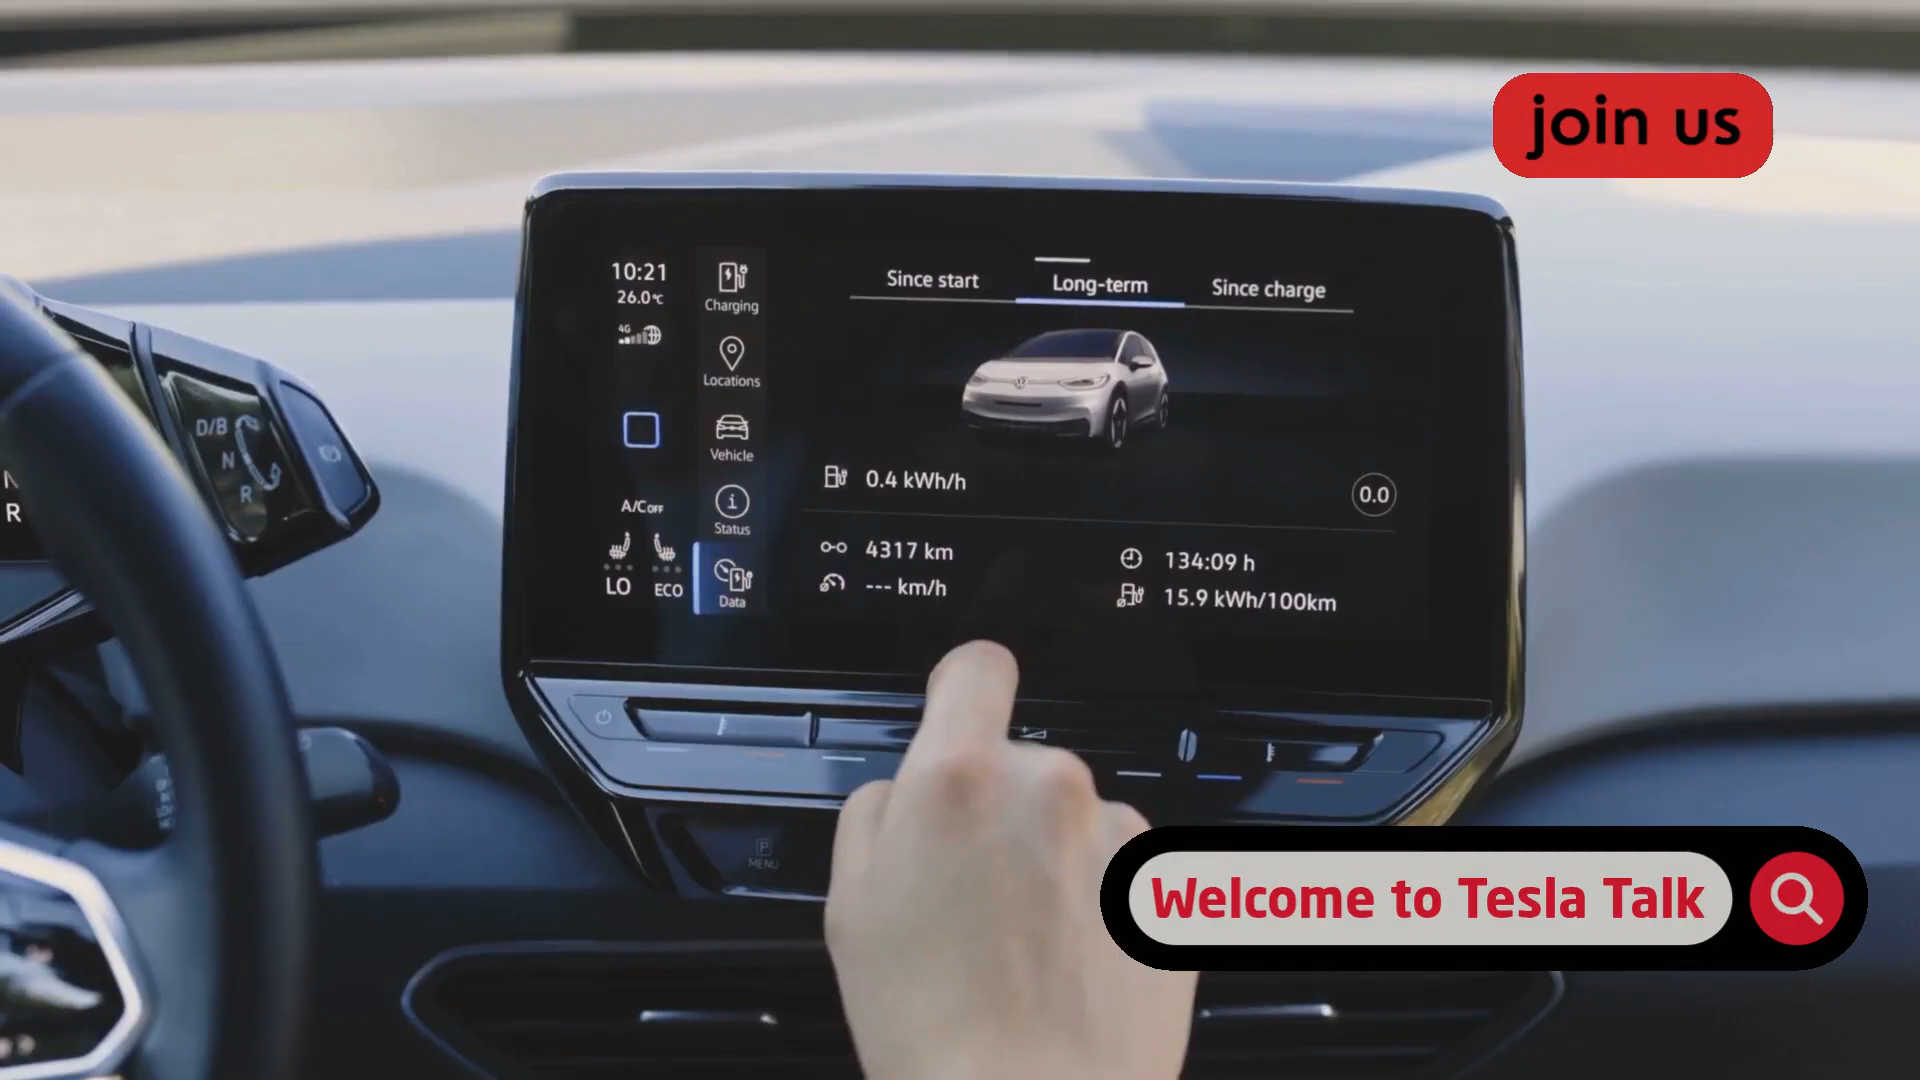 join us
10:21
26.0°C
4G
Charging
Locations
Vehicle
Status
Data
A/C OFF
LO
ECO
Since start
Long-term
Since charge
0.4 kWh/h
0.0
4317 km
134:09 h
--- km/h
15.9 kWh/100km
D/B
N
R
N
R
P
MENU
Welcome to Tesla Talk